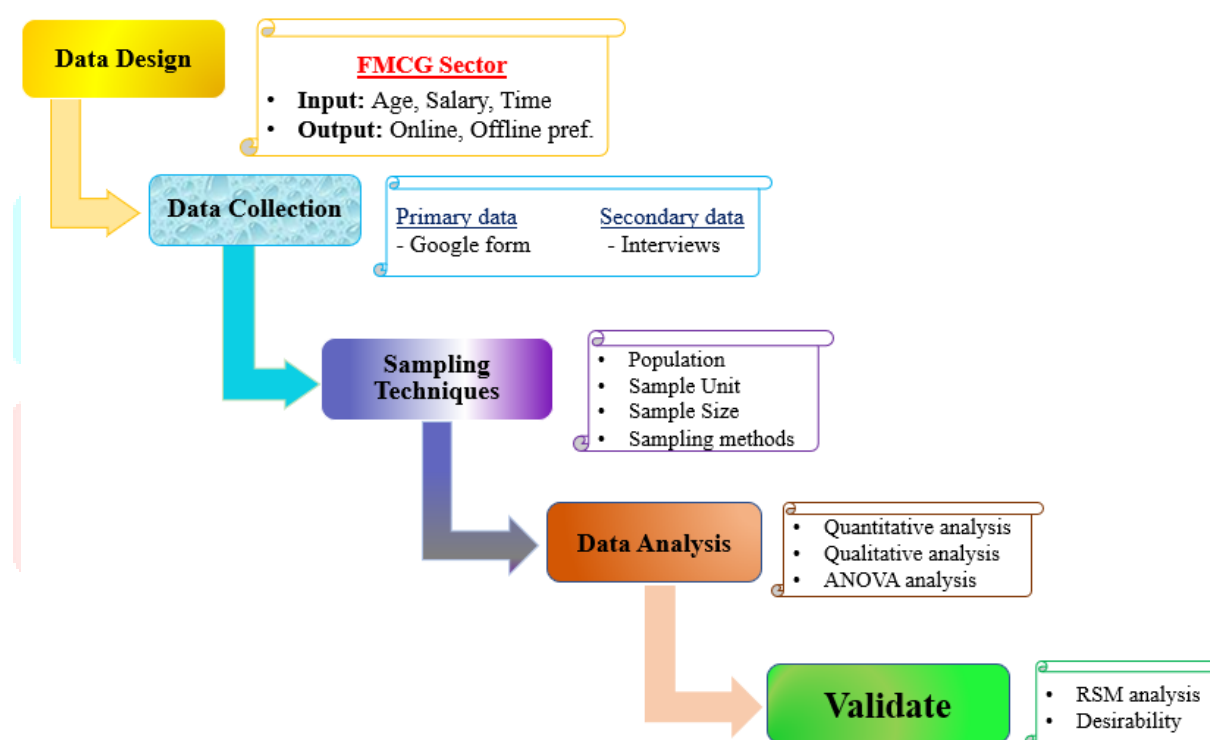 Data Design
FMCG Sector
• Input: Age, Salary, Time
• Output: Online, Offline pref.
Data Collection
Primary data
- Google form
Secondary data
- Interviews
Sampling
Techniques
• Population
• Sample Unit
• Sample Size
• Sampling methods
Data Analysis
• Quantitative analysis
• Qualitative analysis
• ANOVA analysis
Validate
• RSM analysis
• Desirability